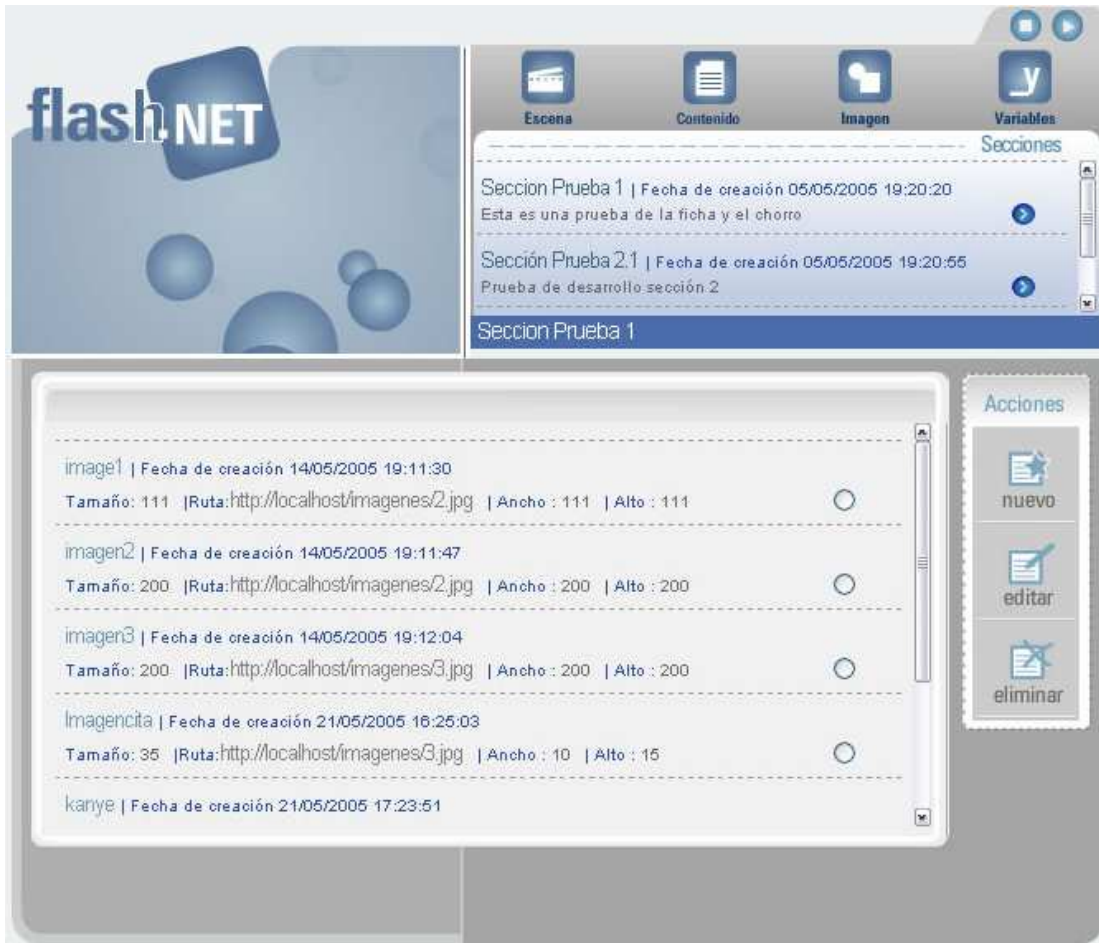 flash.NET
Escena
Contenido
Imagen
_y
Variables
Secciones
Seccion Prueba 1 | Fecha de creación 05/05/2005 19:20:20
Esta es una prueba de la ficha y el chorro
Sección Prueba 2.1 | Fecha de creación 05/05/2005 19:20:55
Prueba de desarrollo sección 2
Seccion Prueba 1
image1 | Fecha de creación 14/05/2005 19:11:30
Tamaño: 111 |Ruta:http://localhost/imagenes/2.jpg | Ancho : 111 | Alto : 111
imagen2 | Fecha de creación 14/05/2005 19:11:47
Tamaño: 200 |Ruta:http://localhost/imagenes/2.jpg | Ancho : 200 | Alto : 200
imagen3 | Fecha de creación 14/05/2005 19:12:04
Tamaño: 200 |Ruta:http://localhost/imagenes/3.jpg | Ancho : 200 | Alto : 200
Imagencita | Fecha de creación 21/05/2005 16:25:03
Tamaño: 35 |Ruta:http://localhost/imagenes/3.jpg | Ancho : 10 | Alto : 15
kanye | Fecha de creación 21/05/2005 17:23:51
Acciones
nuevo
editar
eliminar